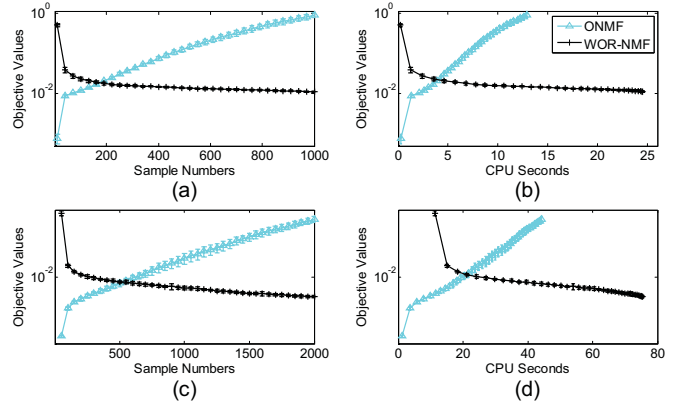 10^0
10^-2
Objective Values
200 400 600 800 1000
Sample Numbers
(a)
10^0
10^-2
Objective Values
ONMF
WOR-NMF
0 5 10 15 20 25
CPU Seconds
(b)
10^-2
Objective Values
500 1000 1500 2000
Sample Numbers
(c)
10^-2
Objective Values
0 20 40 60 80
CPU Seconds
(d)